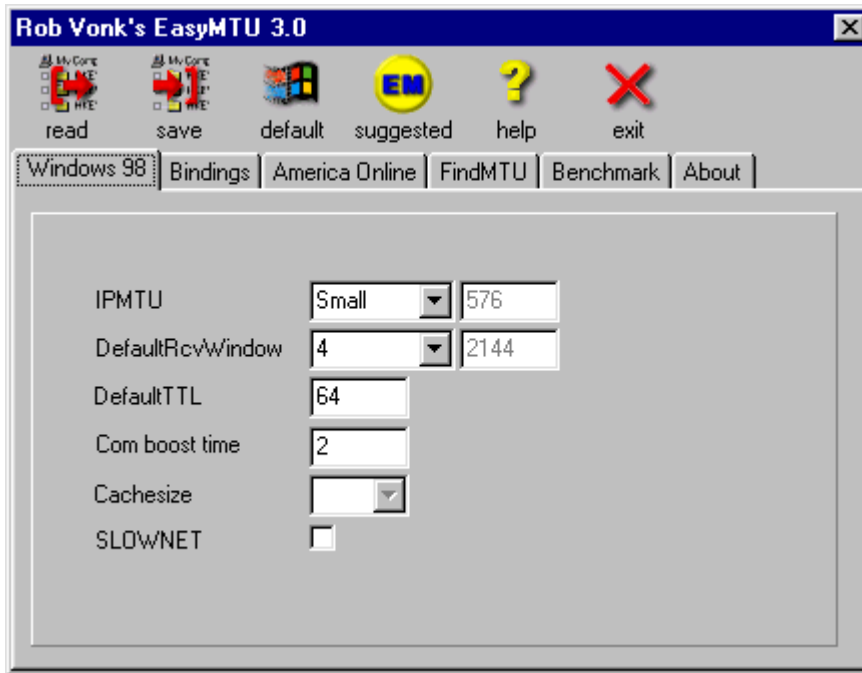 Rob Vonk's EasyMTU 3.0
EM
read save default suggested help exit
Windows 98 Bindings America Online FindMTU Benchmark About
IPMTU Small 576
DefaultRcvWindow 4 2144
DefaultTTL 64
Com boost time 2
Cachesize
SLOWNET